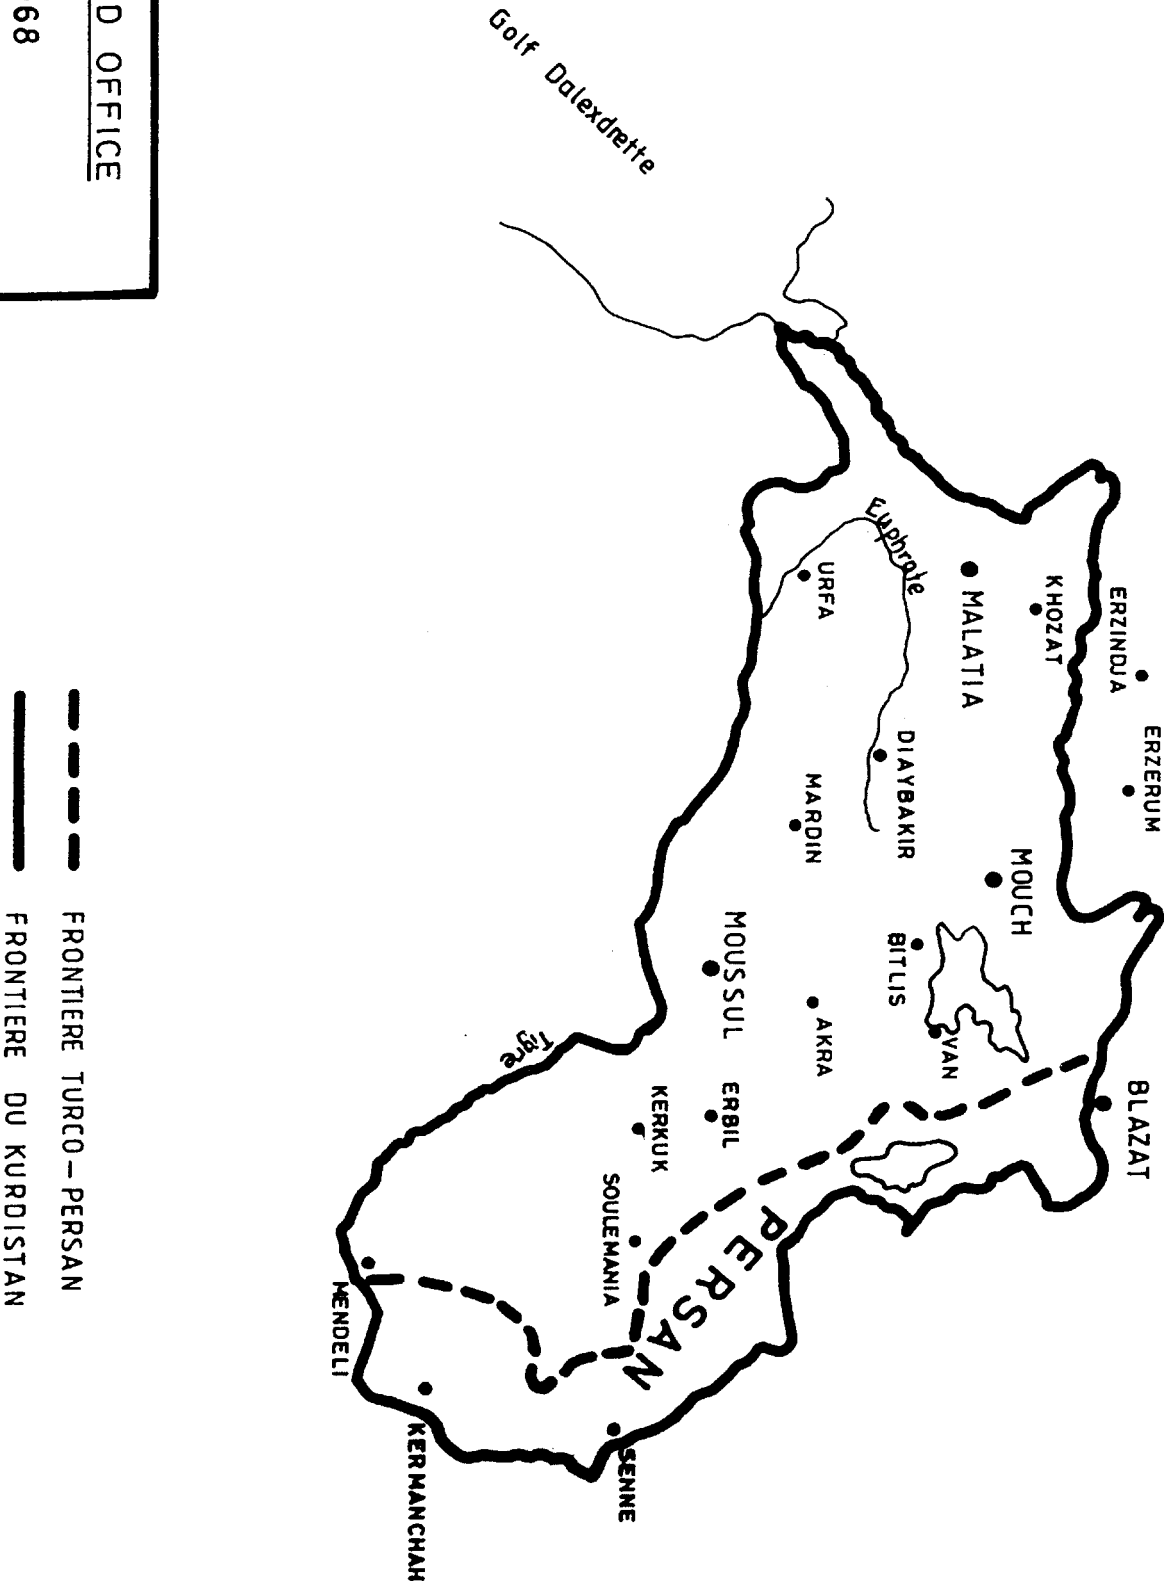 Golf Dalexdrette
ERZINDJA
ERZERUM
KHOZAT
MALATIA
Euphrate
URFA
DIAYBAKIR
MARDIN
MOUCH
BITLIS
VAN
BLAZAT
MOUSSUL
AKRA
ERBIL
KERKUK
SOULEMANIA
Tigre
PERSAN
MENDELI
KERMANCHAH
SENNE
D OFFICE
68
FRONTIERE TURCO-PERSAN
FRONTIERE DU KURDISTAN